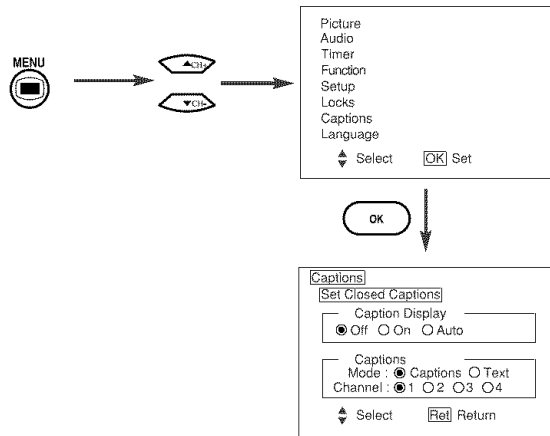 MENU
CH+
CH-
Picture
Audio
Timer
Function
Setup
Locks
Captions
Language
Select OK Set
OK
Captions
Set Closed Captions
Caption Display
Off On Auto
Captions
Mode : Captions Text
Channel : 1 2 3 4
Select Ret Return